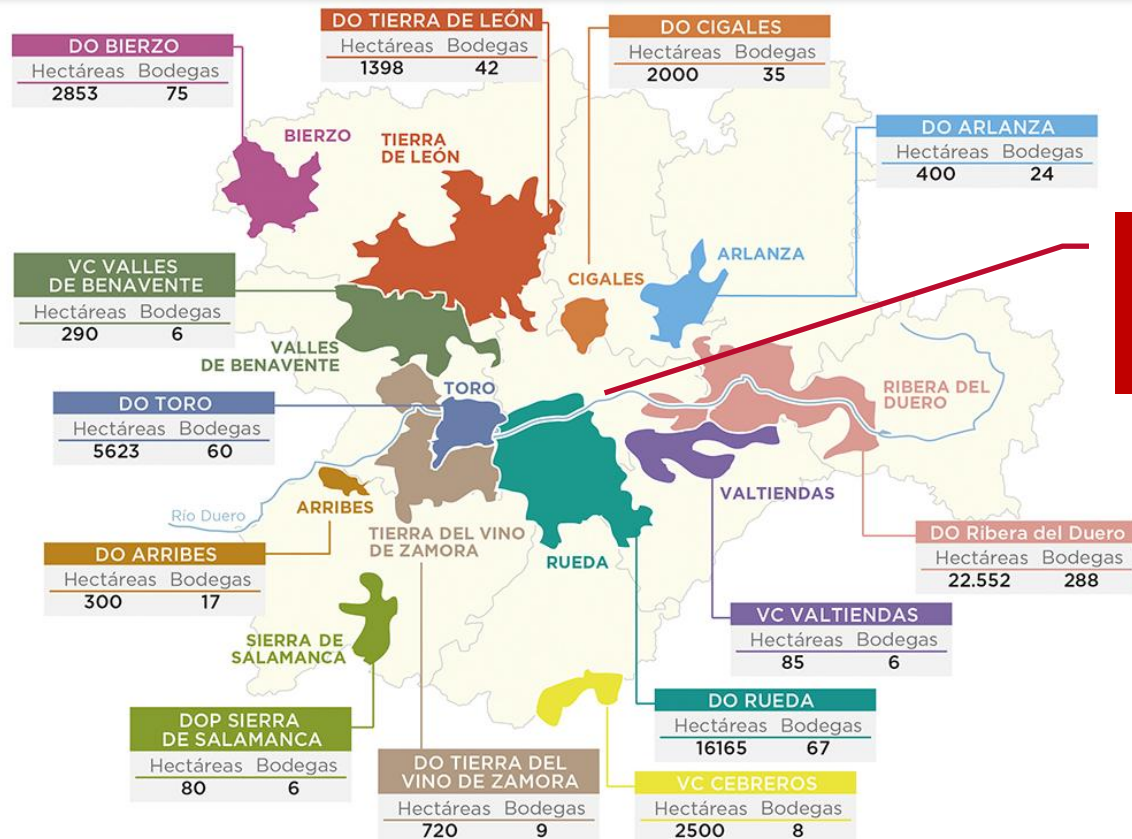 DO TIERRA DE LEÓN
Hectáreas Bodegas
1398 42
DO CIGALES
Hectáreas Bodegas
2000 35
DO BIERZO
Hectáreas Bodegas
2853 75
DO ARLANZA
Hectáreas Bodegas
400 24
BIERZO
TIERRA
DE LEÓN
CIGALES
ARLANZA
VC VALLES
DE BENAVENTE
Hectáreas Bodegas
290 6
VALLES
DE BENAVENTE
TORO
RIBERA DEL
DUERO
DO TORO
Hectáreas Bodegas
5623 60
VALTIENDAS
Río Duero
ARRIBES
TIERRA DEL VINO
DE ZAMORA
RUEDA
DO ARRIBES
Hectáreas Bodegas
300 17
DO Ribera del Duero
Hectáreas Bodegas
22.552 288
VC VALTIENDAS
Hectáreas Bodegas
85 6
SIERRA DE
SALAMANCA
DO RUEDA
Hectáreas Bodegas
16165 67
DOP SIERRA
DE SALAMANCA
Hectáreas Bodegas
80 6
DO TIERRA DEL
VINO DE ZAMORA
Hectáreas Bodegas
720 9
VC CEBREROS
Hectáreas Bodegas
2500 8